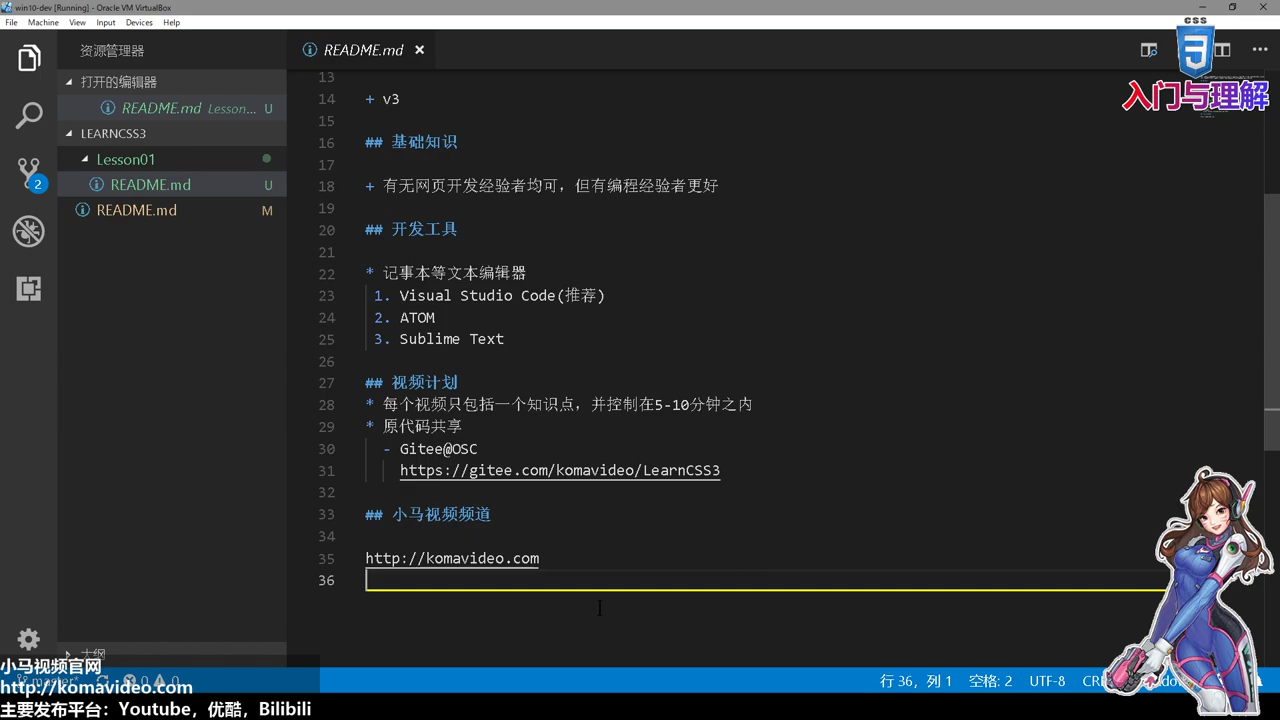 win10-dev [Running] - Oracle VM VirtualBox
File Machine View Input Devices Help
资源管理器
打开的编辑器
README.md Lesson... U
LEARNCSS3
Lesson01
README.md U
README.md M
2
README.md
CSS
3
入门与理解
13
14 + v3
15
16 ## 基础知识
17
18 + 有无网页开发经验者均可，但有编程经验者更好
19
20 ## 开发工具
21
22 * 记事本等文本编辑器
23 1. Visual Studio Code(推荐)
24 2. ATOM
25 3. Sublime Text
26
27 ## 视频计划
28 * 每个视频只包括一个知识点，并控制在5-10分钟之内
29 * 原代码共享
30 - Gitee@OSC
31 https://gitee.com/komavideo/LearnCSS3
32
33 ## 小马视频频道
34
35 http://komavideo.com
36
大纲
master* 0 0
行 36，列 1 空格: 2 UTF-8
小马视频官网
http://komavideo.com
主要发布平台：Youtube，优酷，Bilibili